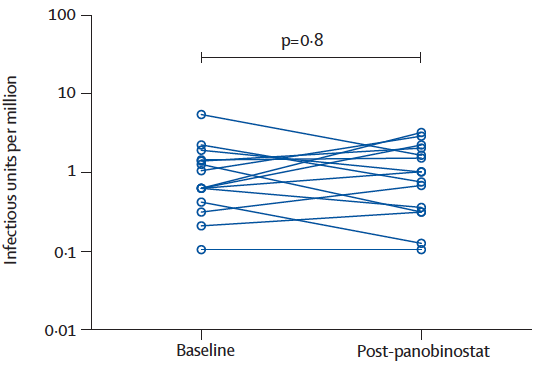 100
p=0·8
10
1
0·1
0·01
Infectious units per million
Baseline
Post-panobinostat